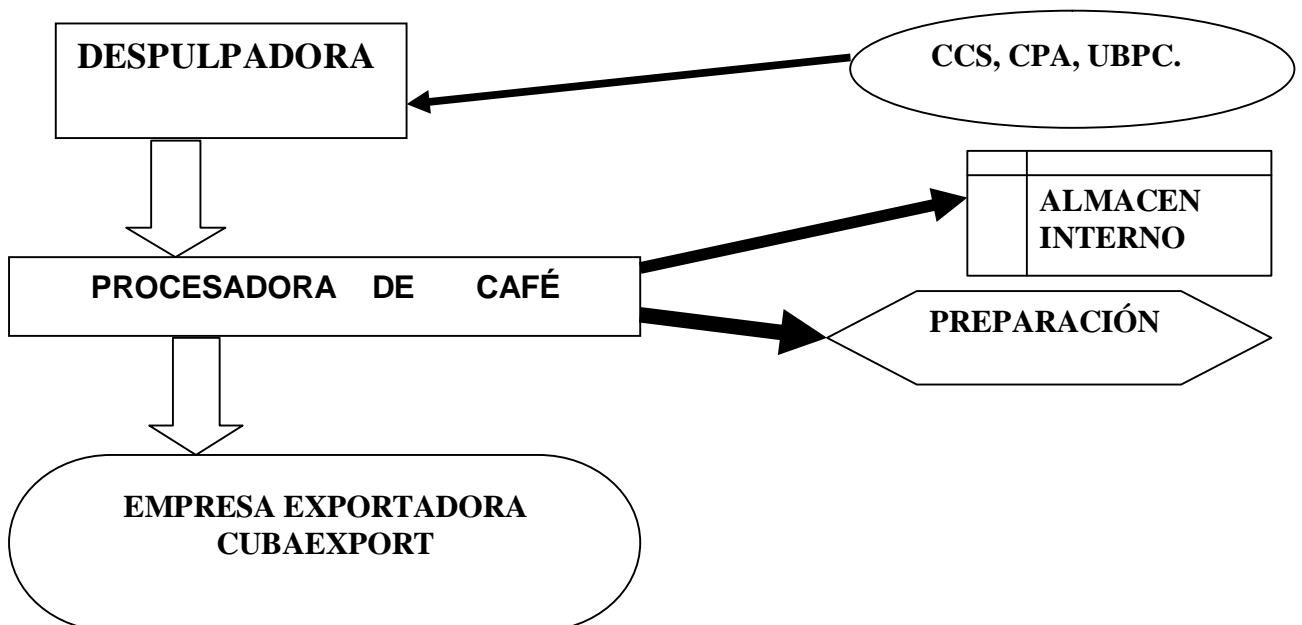 DESPULPADORA
CCS, CPA, UBPC.
ALMACEN
INTERNO
PROCESADORA DE CAFÉ
PREPARACIÓN
EMPRESA EXPORTADORA
CUBAEXPORT